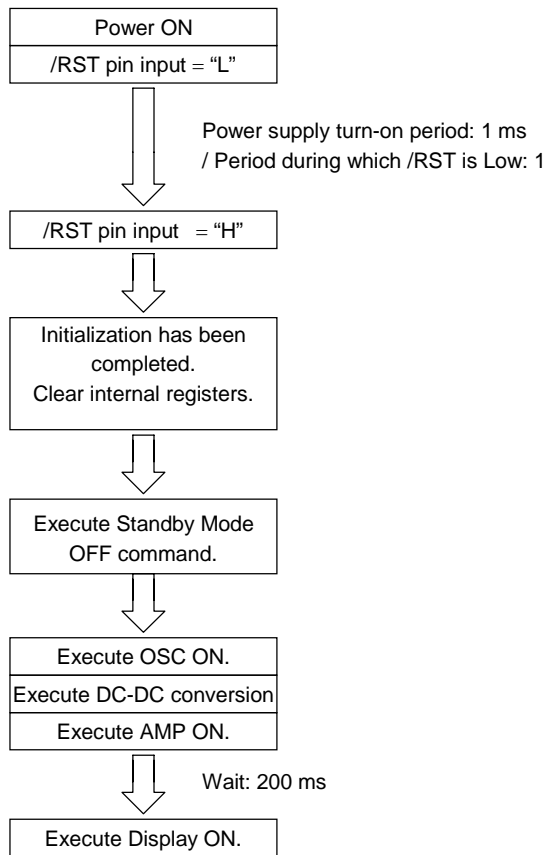 Power ON
/RST pin input = “L”
Power supply turn-on period: 1 ms
/ Period during which /RST is Low: 1
/RST pin input = “H”
Initialization has been
completed.
Clear internal registers.
Execute Standby Mode
OFF command.
Execute OSC ON.
Execute DC-DC conversion
Execute AMP ON.
Wait: 200 ms
Execute Display ON.